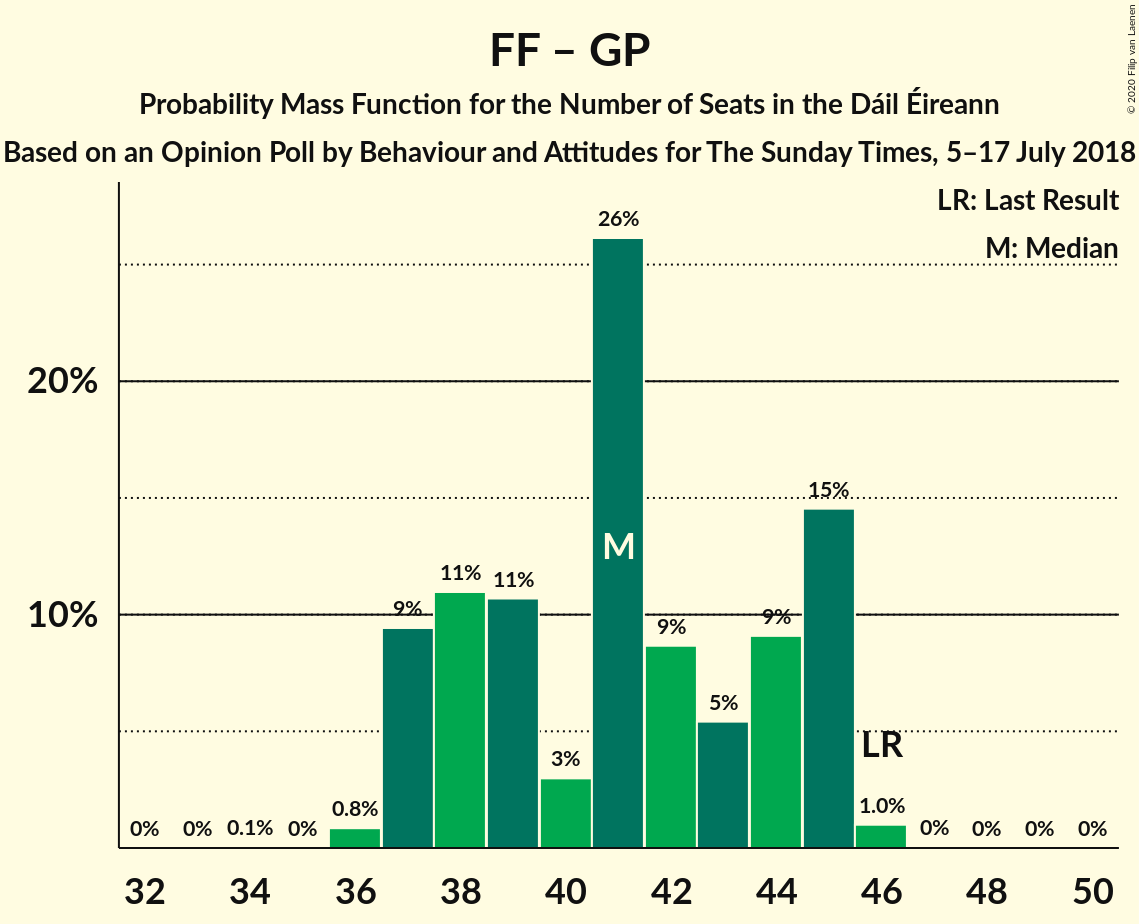 FF – GP
Probability Mass Function for the Number of Seats in the Dáil Éireann
Based on an Opinion Poll by Behaviour and Attitudes for The Sunday Times, 5–17 July 2018
© 2020 Filip van Laenen
LR: Last Result
M: Median
20%
10%
0% 0% 0.1% 0% 0.8% 9% 11% 11% 3% 26% 9% 5% 9% 15% 1.0% 0% 0% 0% 0%
M
LR
32 34 36 38 40 42 44 46 48 50